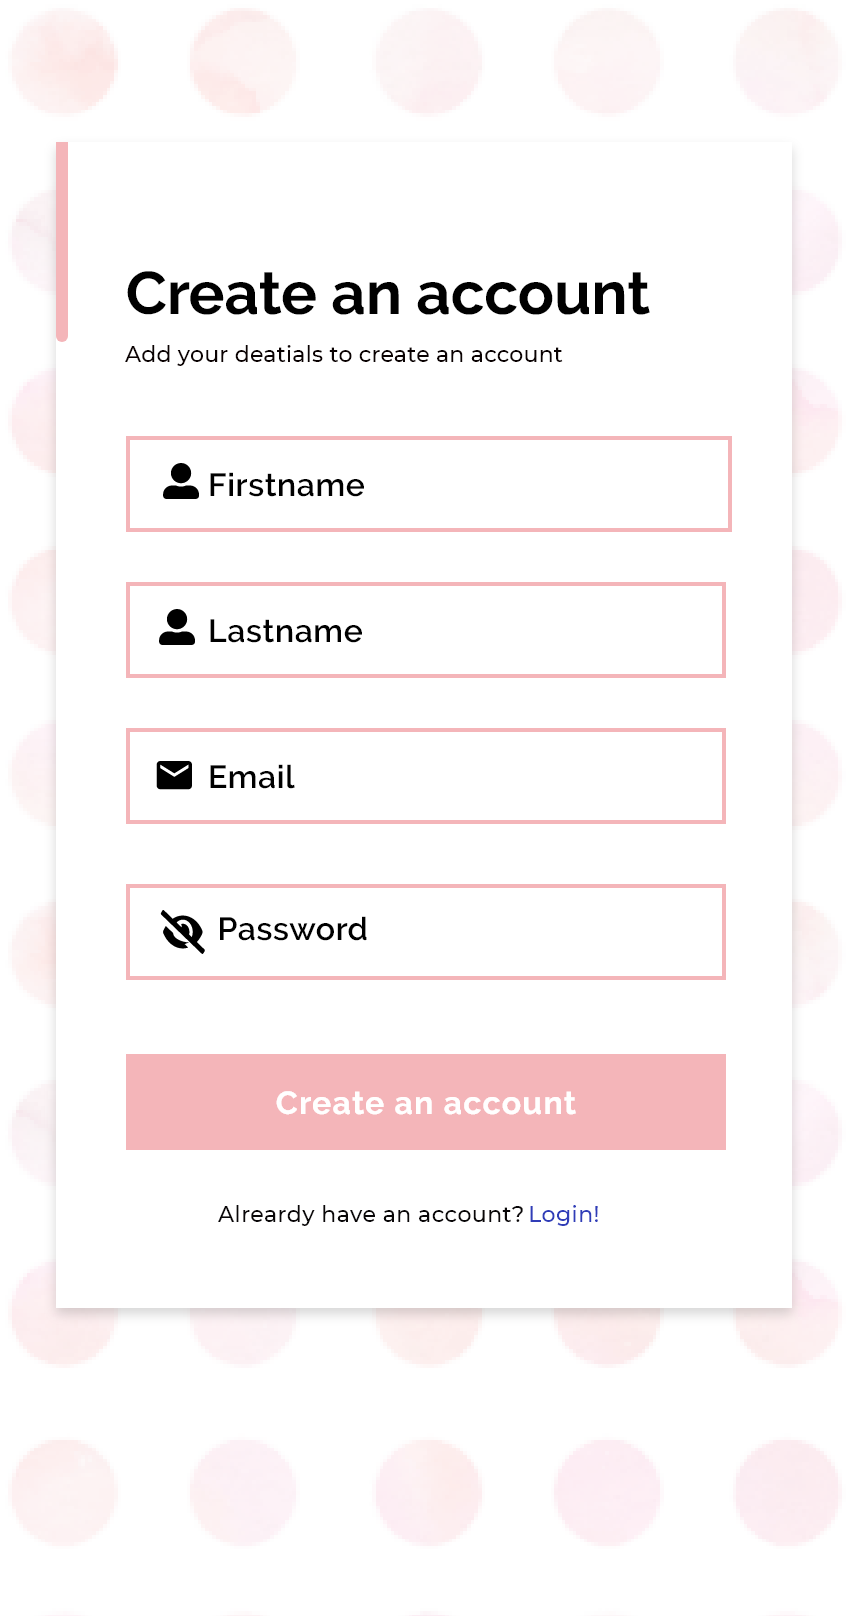 Create an account
Add your deatials to create an account
Firstname
Lastname
Email
Password
Create an account
Alreardy have an account? Login!